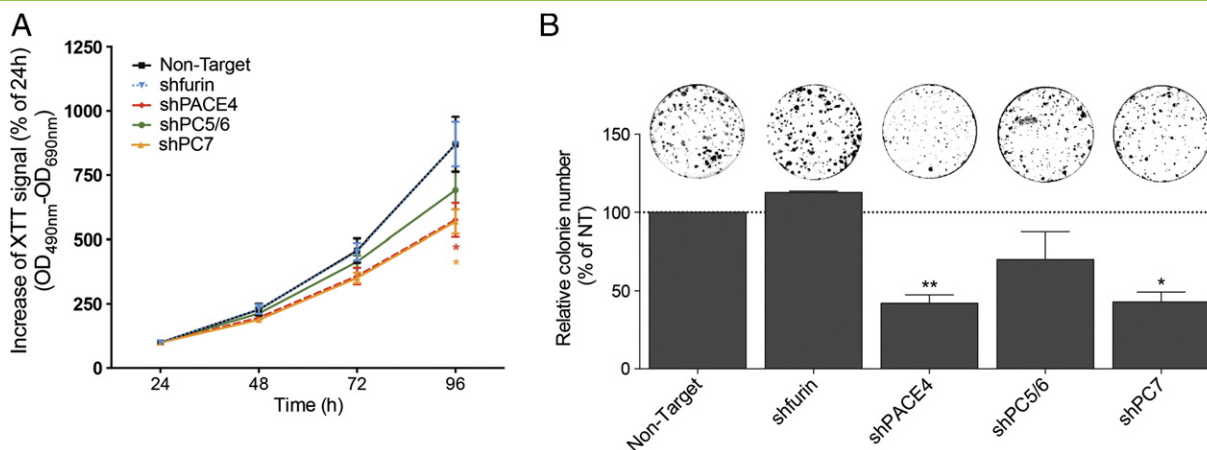 A
Increase of XTT signal (% of 24h)
(OD490nm-OD690nm)
1250
1000
750
500
250
0
Non-Target
shfurin
shPACE4
shPC5/6
shPC7
*
*
24 48 72 96
Time (h)
B
Relative colonie number
(% of NT)
150
100
50
0
**
*
Non-Target
shfurin
shPACE4
shPC5/6
shPC7